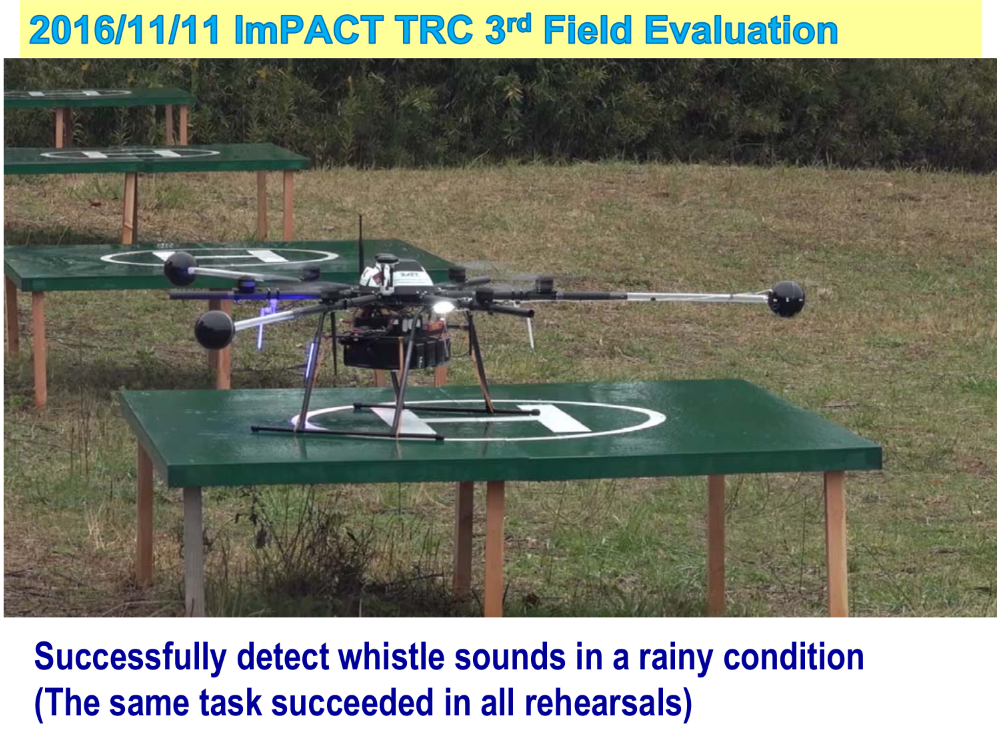 2016/11/11 ImPACT TRC 3rd Field Evaluation
Successfully detect whistle sounds in a rainy condition
(The same task succeeded in all rehearsals)